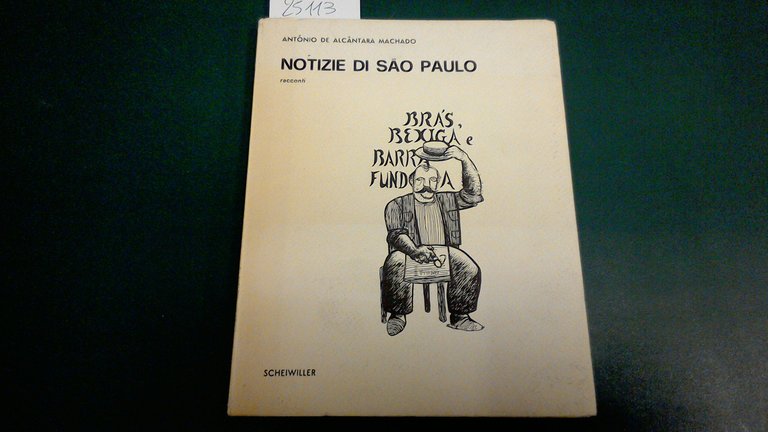 25113
ANTÔNIO DE ALCÂNTARA MACHADO
NOTIZIE DI SÃO PAULO
racconti
BRÁS,
BEXIGA e
BARRA
FUNDA
SCHEIWILLER